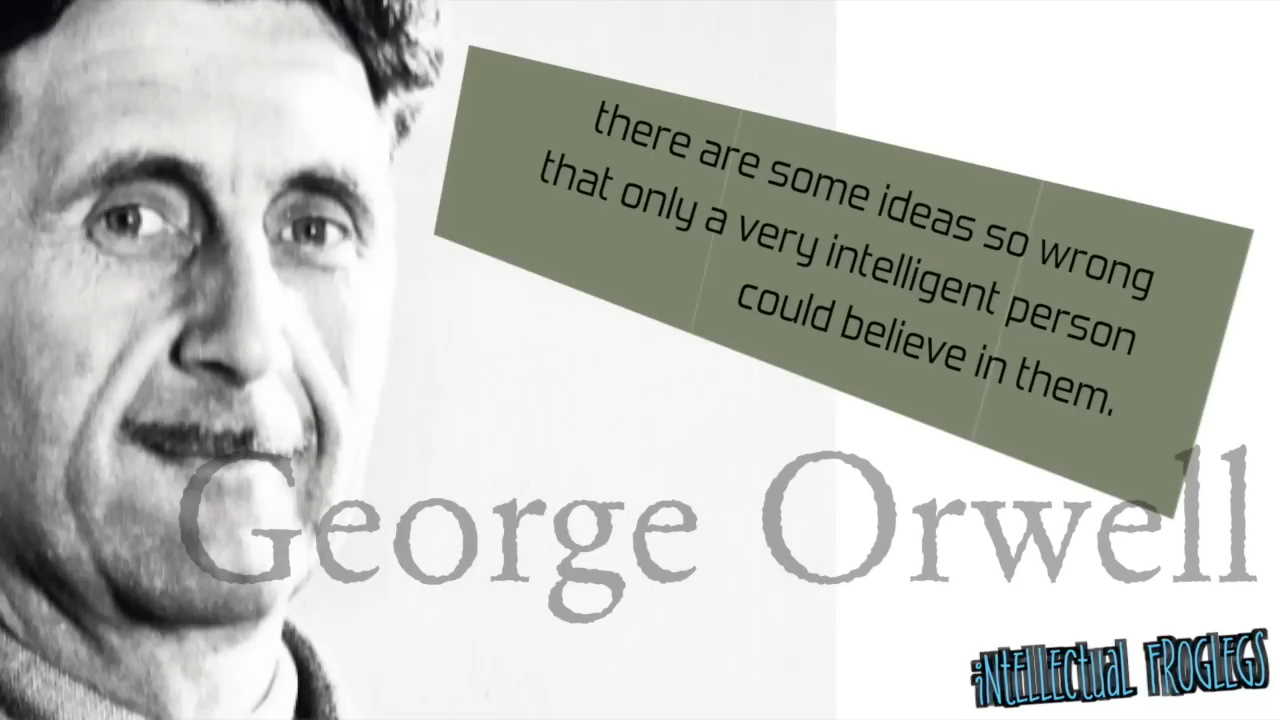 there are some ideas so wrong
that only a very intelligent person
could believe in them.
George Orwell
iNTELLECTUAL FROGLEGS